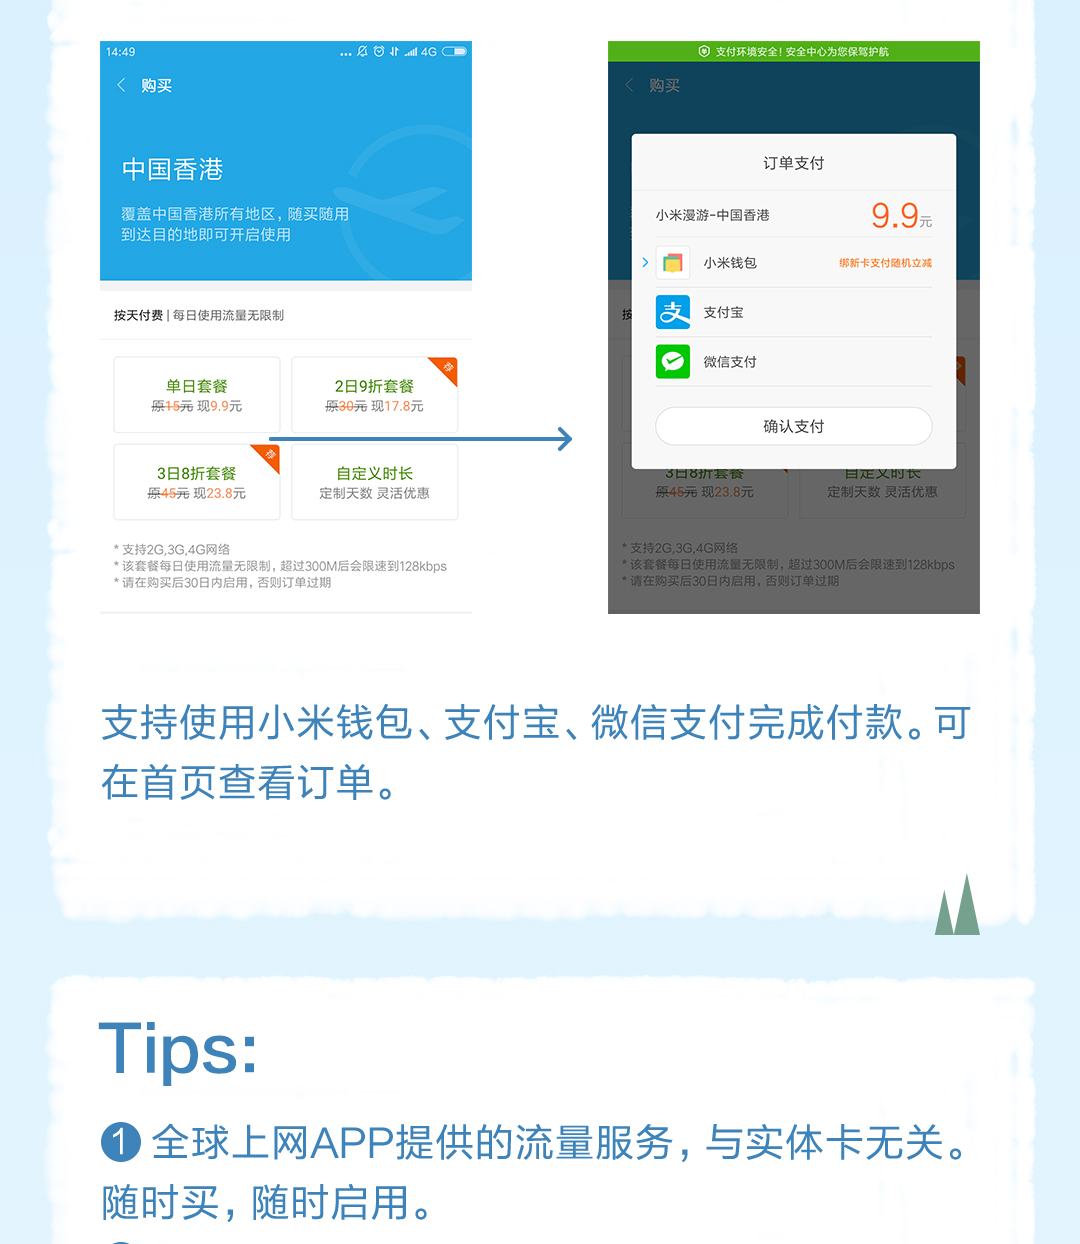 14:49
... 4G
购买
中国香港
覆盖中国香港所有地区，随买随用
到达目的地即可开启使用
按天付费 | 每日使用流量无限制
单日套餐
原15元 现9.9元
荐
2日9折套餐
原30元 现17.8元
荐
3日8折套餐
原45元 现23.8元
自定义时长
定制天数 灵活优惠
* 支持2G,3G,4G网络
* 该套餐每日使用流量无限制，超过300M后会限速到128kbps
* 请在购买后30日内启用，否则订单过期
支付环境安全！安全中心为您保驾护航
购买
订单支付
小米漫游-中国香港
9.9元
小米钱包
绑新卡支付随机立减
支付宝
微信支付
确认支付
按
3日8折套餐
原45元 现23.8元
自定义时长
定制天数 灵活优惠
* 支持2G,3G,4G网络
* 该套餐每日使用流量无限制，超过300M后会限速到128kbps
* 请在购买后30日内启用，否则订单过期
支持使用小米钱包、支付宝、微信支付完成付款。可
在首页查看订单。
Tips:
1 全球上网APP提供的流量服务，与实体卡无关。
随时买，随时启用。